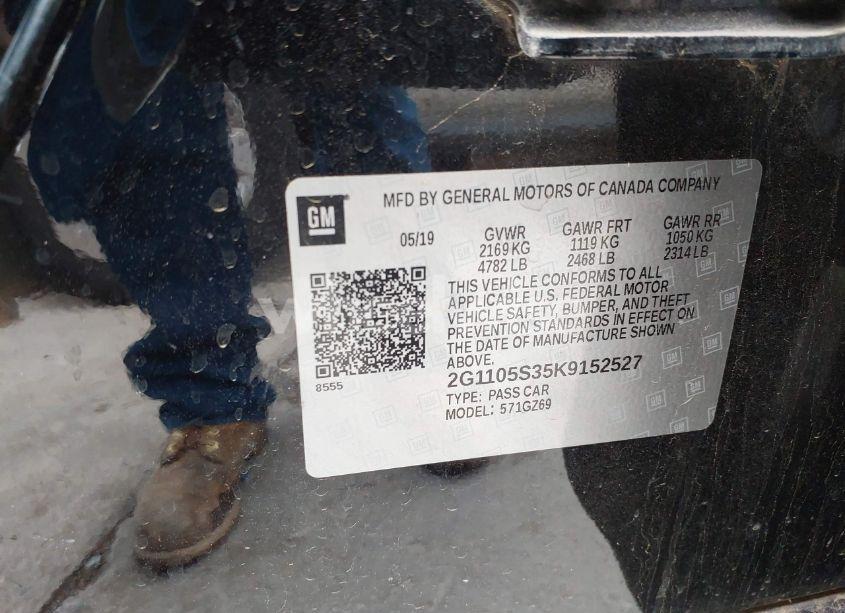 GM
MFD BY GENERAL MOTORS OF CANADA COMPANY
05/19
GVWR
2169 KG
4782 LB
GAWR FRT
1119 KG
2468 LB
GAWR RR
1050 KG
2314 LB
THIS VEHICLE CONFORMS TO ALL
APPLICABLE U.S. FEDERAL MOTOR
VEHICLE SAFETY, BUMPER, AND THEFT
PREVENTION STANDARDS IN EFFECT ON
THE DATE OF MANUFACTURE SHOWN
ABOVE.
8555
2G1105S35K9152527
TYPE: PASS CAR
MODEL: 571GZ69